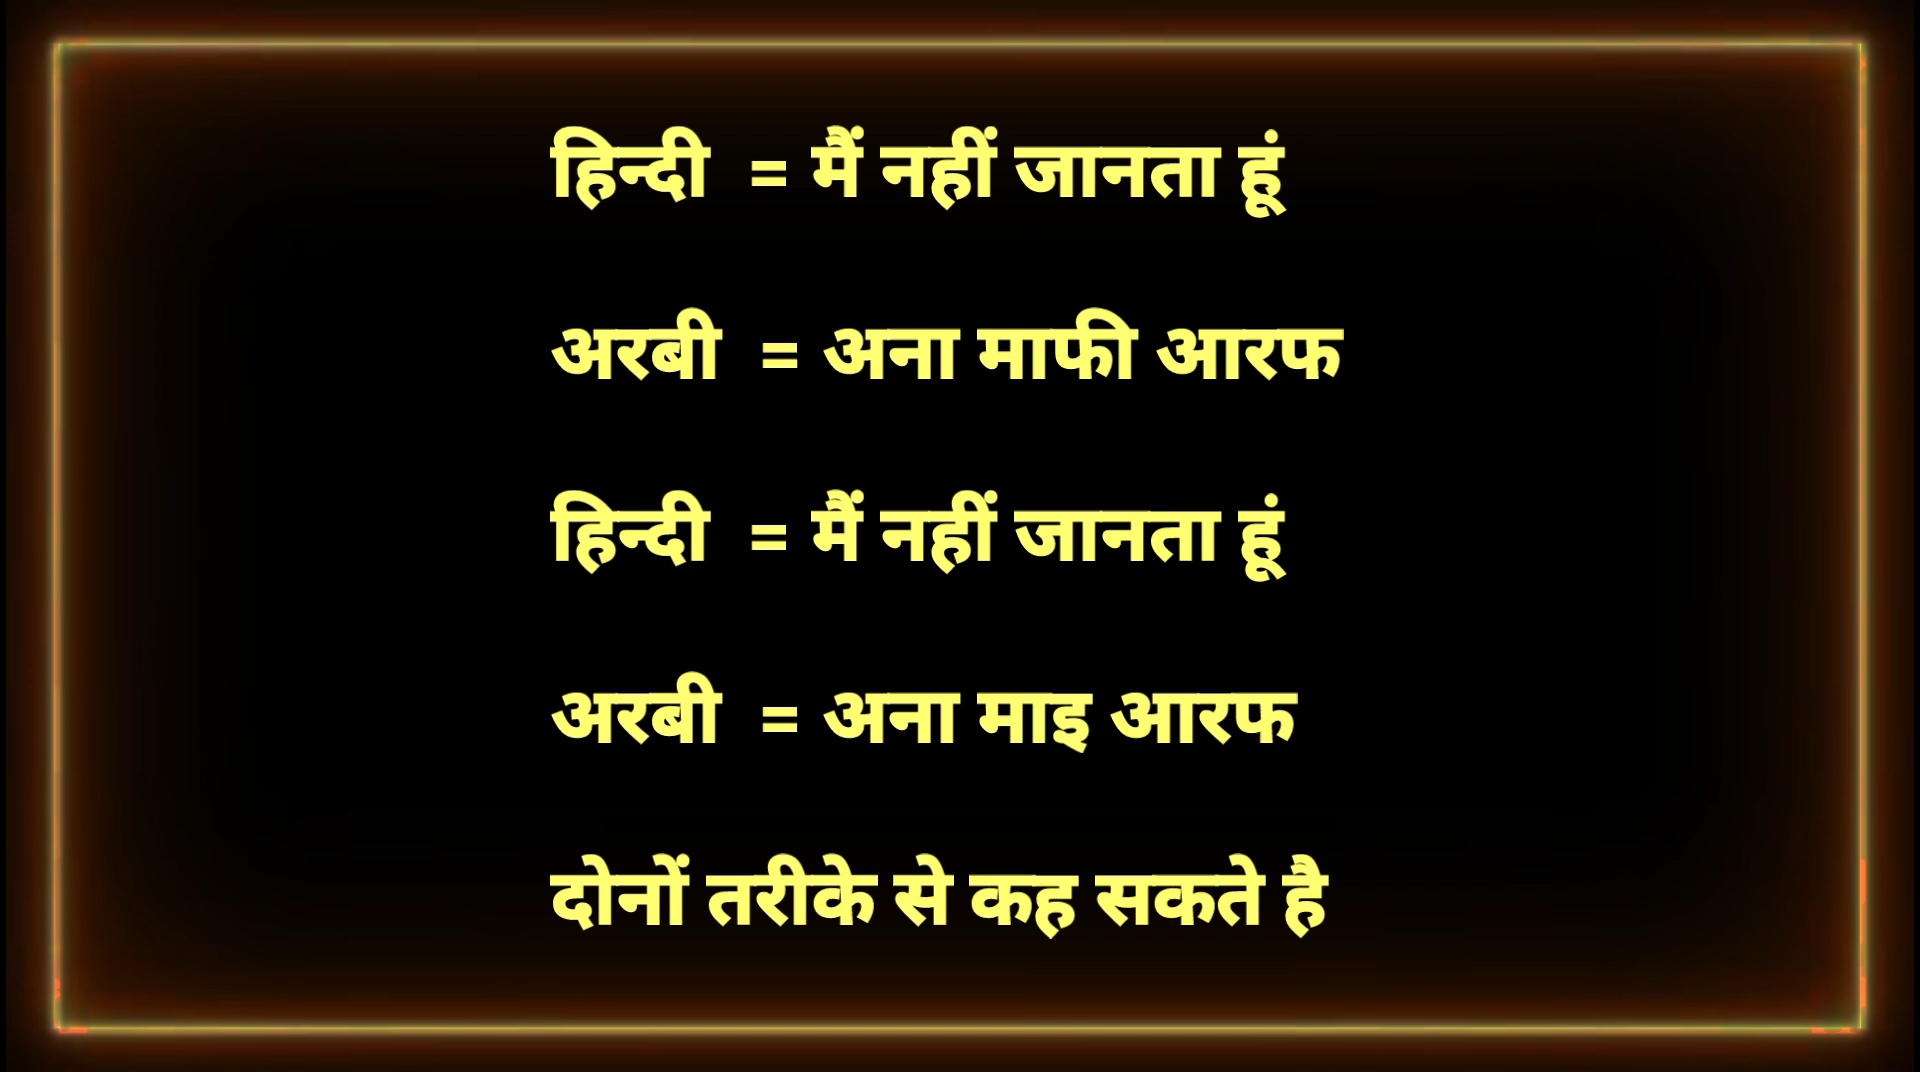 हिन्दी = मैं नहीं जानता हूं
अरबी = अना माफी आरफ
हिन्दी = मैं नहीं जानता हूं
अरबी = अना माइ आरफ
दोनों तरीके से कह सकते है